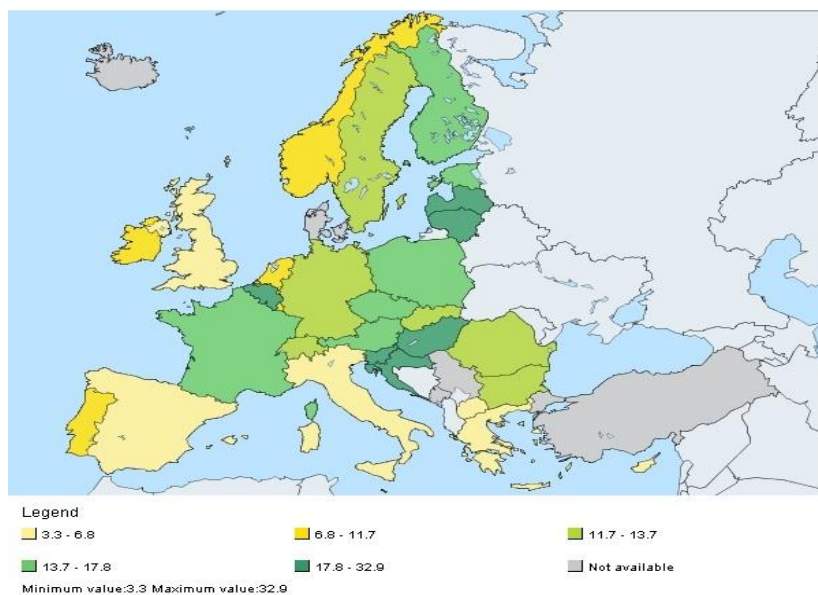 Legend
3.3 - 6.8 6.8 - 11.7 11.7 - 13.7
13.7 - 17.8 17.8 - 32.9 Not available
Minimum value:3.3 Maximum value:32.9